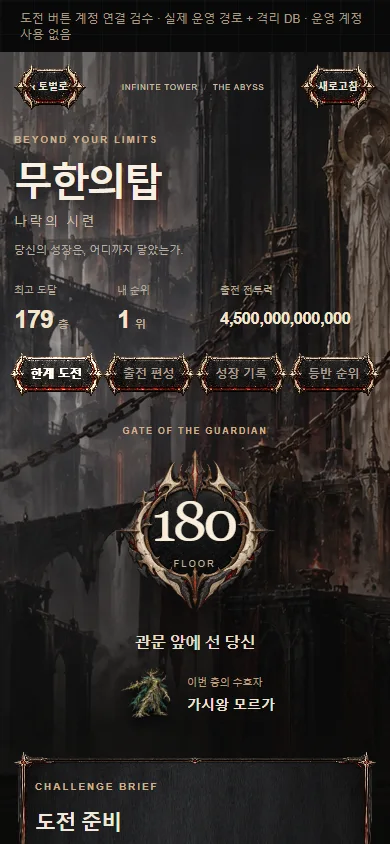 도전 버튼 계정 연결 검수 · 실제 운영 경로 + 격리 DB · 운영 계정
사용 없음
‹ 토벌로
INFINITE TOWER / THE ABYSS
새로고침
BEYOND YOUR LIMITS
무한의탑
나락의 시련
당신의 성장은, 어디까지 닿았는가.
최고 도달 내 순위 출전 전투력
179 층 1 위 4,500,000,000,000
한계 도전 출전 편성 성장 기록 등반 순위
GATE OF THE GUARDIAN
180
FLOOR
관문 앞에 선 당신
이번 층의 수호자
가시왕 모르가
CHALLENGE BRIEF
도전 준비